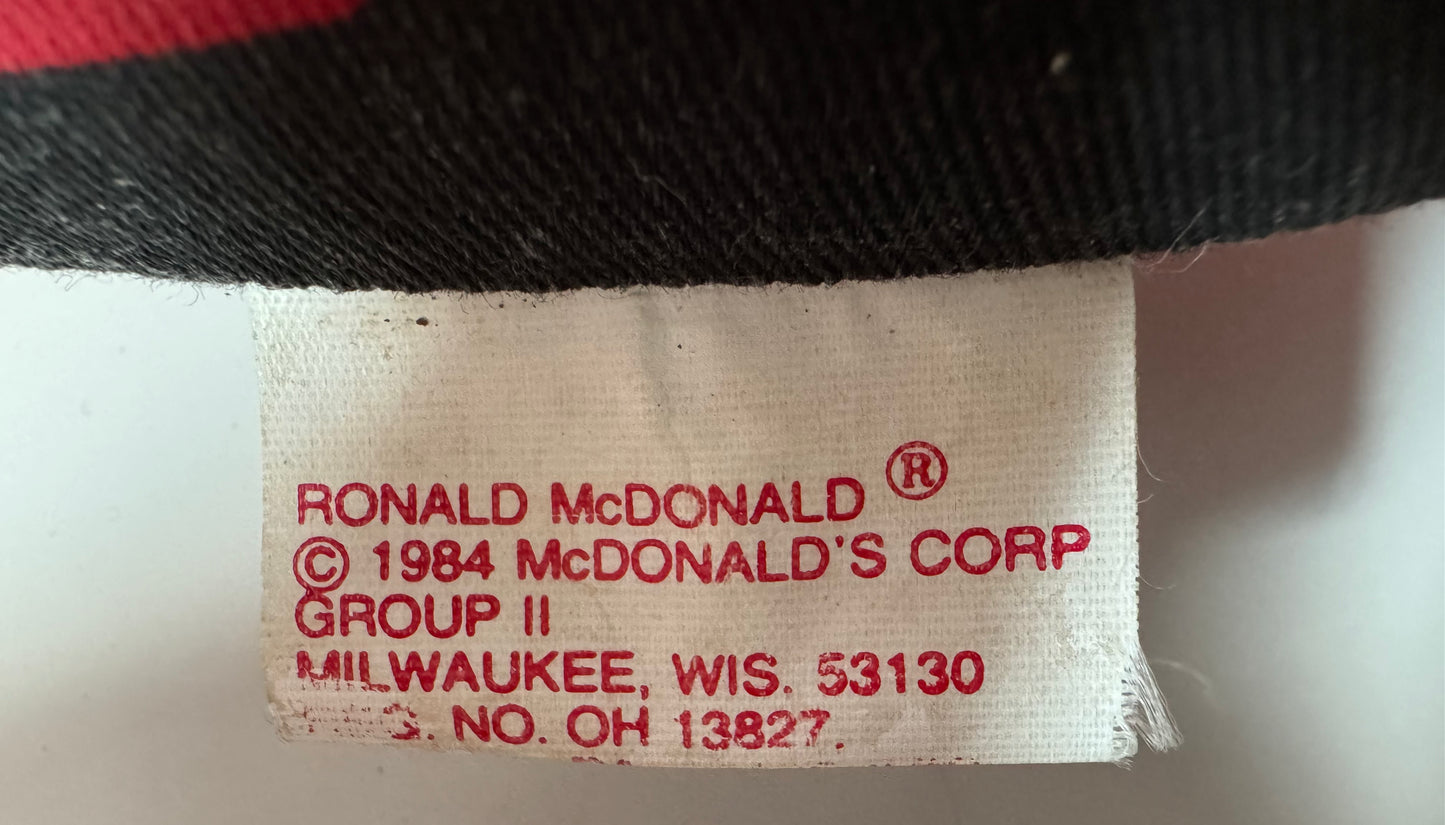 RONALD McDONALD ®
© 1984 McDONALD'S CORP
GROUP II
MILWAUKEE, WIS. 53130
NO. OH 13827.